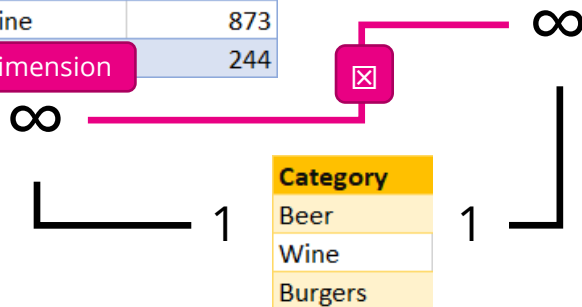 ine 873
imension 244
∞
∞
☒
1 1
Category
Beer
Wine
Burgers